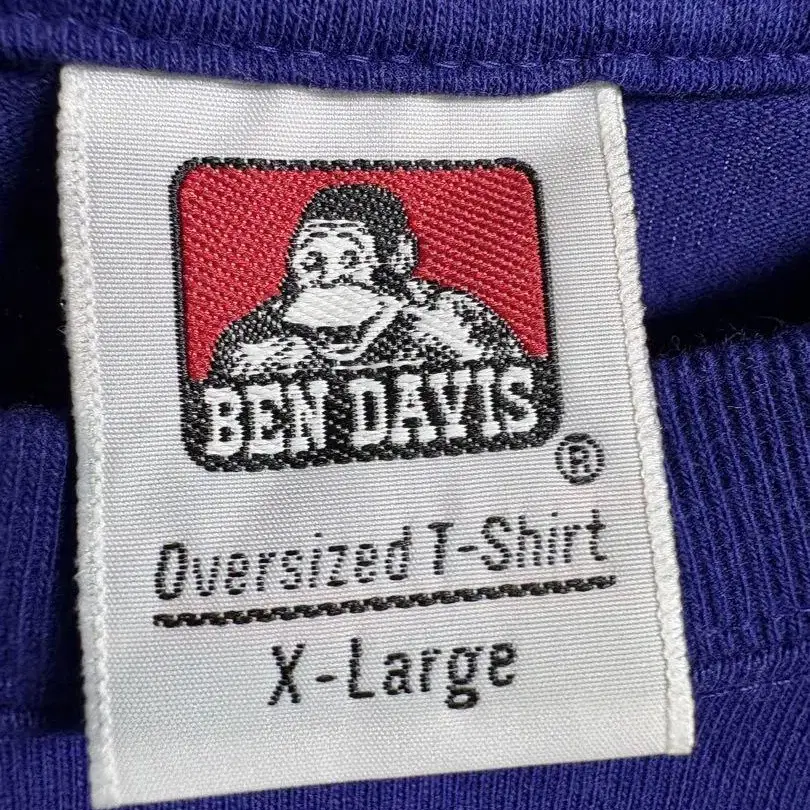 BEN DAVIS
®
Oversized T-Shirt
X-Large